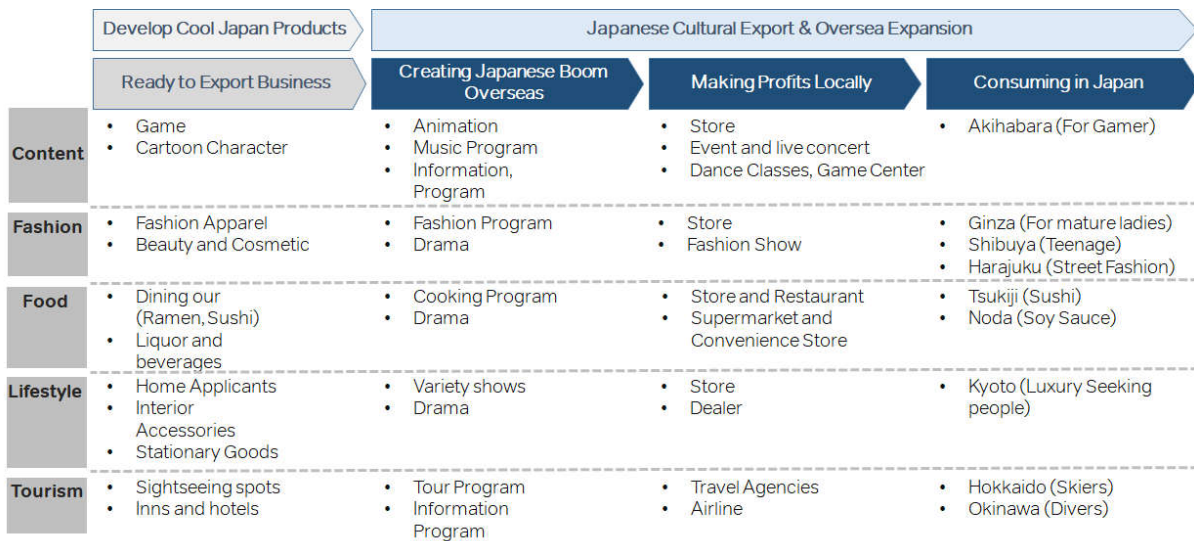 Develop Cool Japan Products
Japanese Cultural Export & Oversea Expansion
Ready to Export Business
Creating Japanese Boom
Overseas
Making Profits Locally
Consuming in Japan
Content
• Game
• Cartoon Character
• Animation
• Music Program
• Information,
Program
• Store
• Event and live concert
• Dance Classes, Game Center
• Akihabara (For Gamer)
Fashion
• Fashion Apparel
• Beauty and Cosmetic
• Fashion Program
• Drama
• Store
• Fashion Show
• Ginza (For mature ladies)
• Shibuya (Teenage)
• Harajuku (Street Fashion)
Food
• Dining our
(Ramen, Sushi)
• Liquor and
beverages
• Cooking Program
• Drama
• Store and Restaurant
• Supermarket and
Convenience Store
• Tsukiji (Sushi)
• Noda (Soy Sauce)
Lifestyle
• Home Applicants
• Interior
Accessories
• Stationary Goods
• Variety shows
• Drama
• Store
• Dealer
• Kyoto (Luxury Seeking
people)
Tourism
• Sightseeing spots
• Inns and hotels
• Tour Program
• Information
Program
• Travel Agencies
• Airline
• Hokkaido (Skiers)
• Okinawa (Divers)